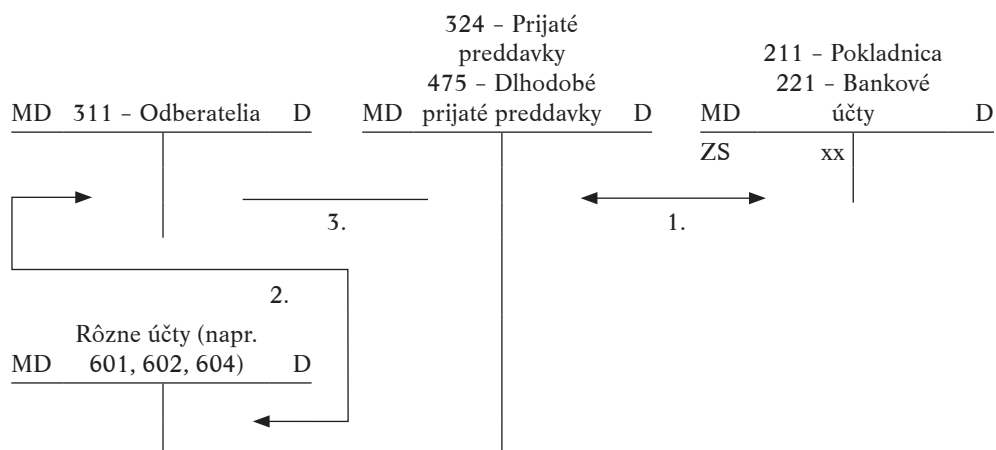 324 – Prijaté
preddavky
475 – Dlhodobé
prijaté preddavky
211 – Pokladnica
221 – Bankové
účty
MD 311 – Odberatelia D
MD D
MD D
ZS xx
3.
1.
2.
Rôzne účty (napr.
601, 602, 604)
MD D